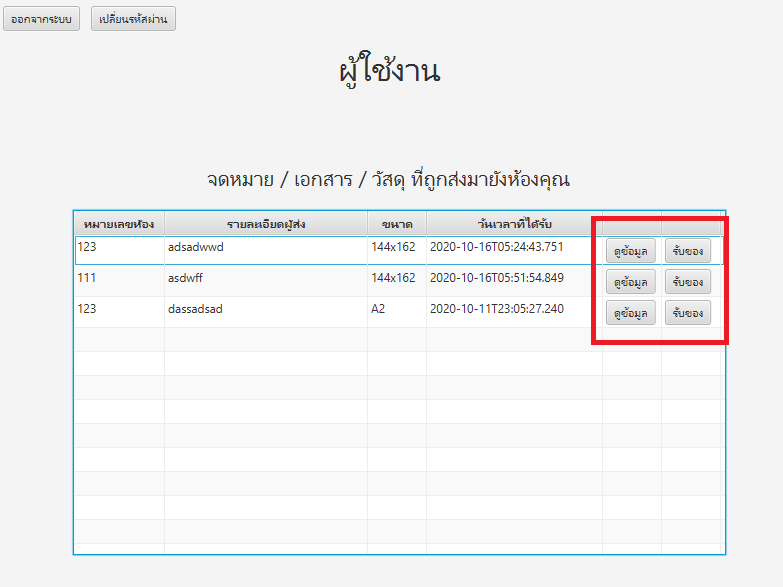 ออกจากระบบ เปลี่ยนรหัสผ่าน
ผู้ใช้งาน
จดหมาย / เอกสาร / วัสดุ ที่ถูกส่งมายังห้องคุณ
หมายเลขห้อง รายละเอียดผู้ส่ง ขนาด วันเวลาที่ได้รับ
123 adsadwwd 144x162 2020-10-16T05:24:43.751 ดูข้อมูล รับของ
111 asdwff 144x162 2020-10-16T05:51:54.849 ดูข้อมูล รับของ
123 dassadsad A2 2020-10-11T23:05:27.240 ดูข้อมูล รับของ